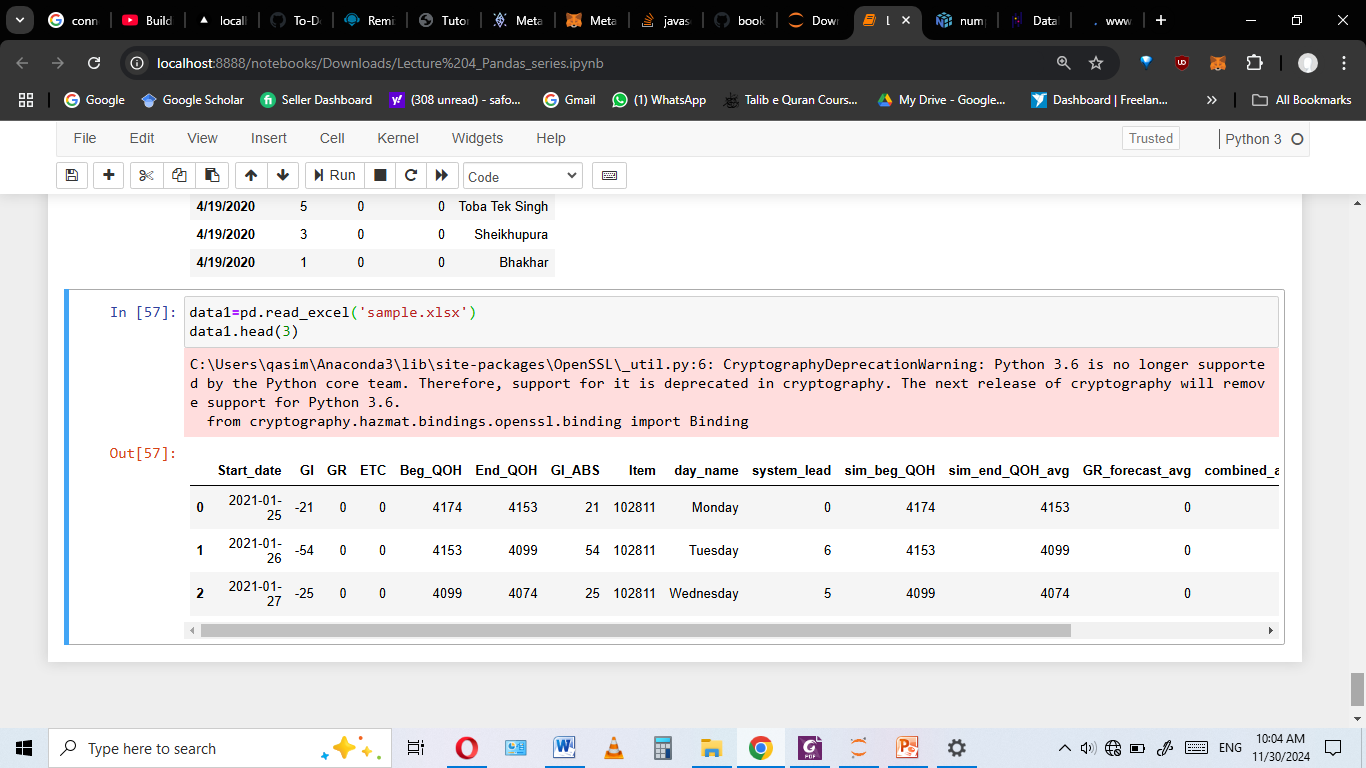 conn Build locall To-D Remi Tutor Meta Meta javas book Down L num Datal www
localhost:8888/notebooks/Downloads/Lecture%204_Pandas_series.ipynb
Google Google Scholar Seller Dashboard (308 unread) - safo... Gmail (1) WhatsApp Talib e Quran Cours... My Drive - Google... Dashboard | Freelan... » All Bookmarks
File Edit View Insert Cell Kernel Widgets Help Trusted Python 3
Run Code
4/19/2020 5 0 0 Toba Tek Singh
4/19/2020 3 0 0 Sheikhupura
4/19/2020 1 0 0 Bhakhar
In [57]: data1=pd.read_excel('sample.xlsx')
data1.head(3)
C:\Users\qasim\Anaconda3\lib\site-packages\OpenSSL\_util.py:6: CryptographyDeprecationWarning: Python 3.6 is no longer supporte
d by the Python core team. Therefore, support for it is deprecated in cryptography. The next release of cryptography will remov
e support for Python 3.6.
from cryptography.hazmat.bindings.openssl.binding import Binding
Out[57]:
Start_date GI GR ETC Beg_QOH End_QOH GI_ABS Item day_name system_lead sim_beg_QOH sim_end_QOH_avg GR_forecast_avg combined_a
0 2021-01-25 -21 0 0 4174 4153 21 102811 Monday 0 4174 4153 0
1 2021-01-26 -54 0 0 4153 4099 54 102811 Tuesday 6 4153 4099 0
2 2021-01-27 -25 0 0 4099 4074 25 102811 Wednesday 5 4099 4074 0
Type here to search ENG 10:04 AM
11/30/2024